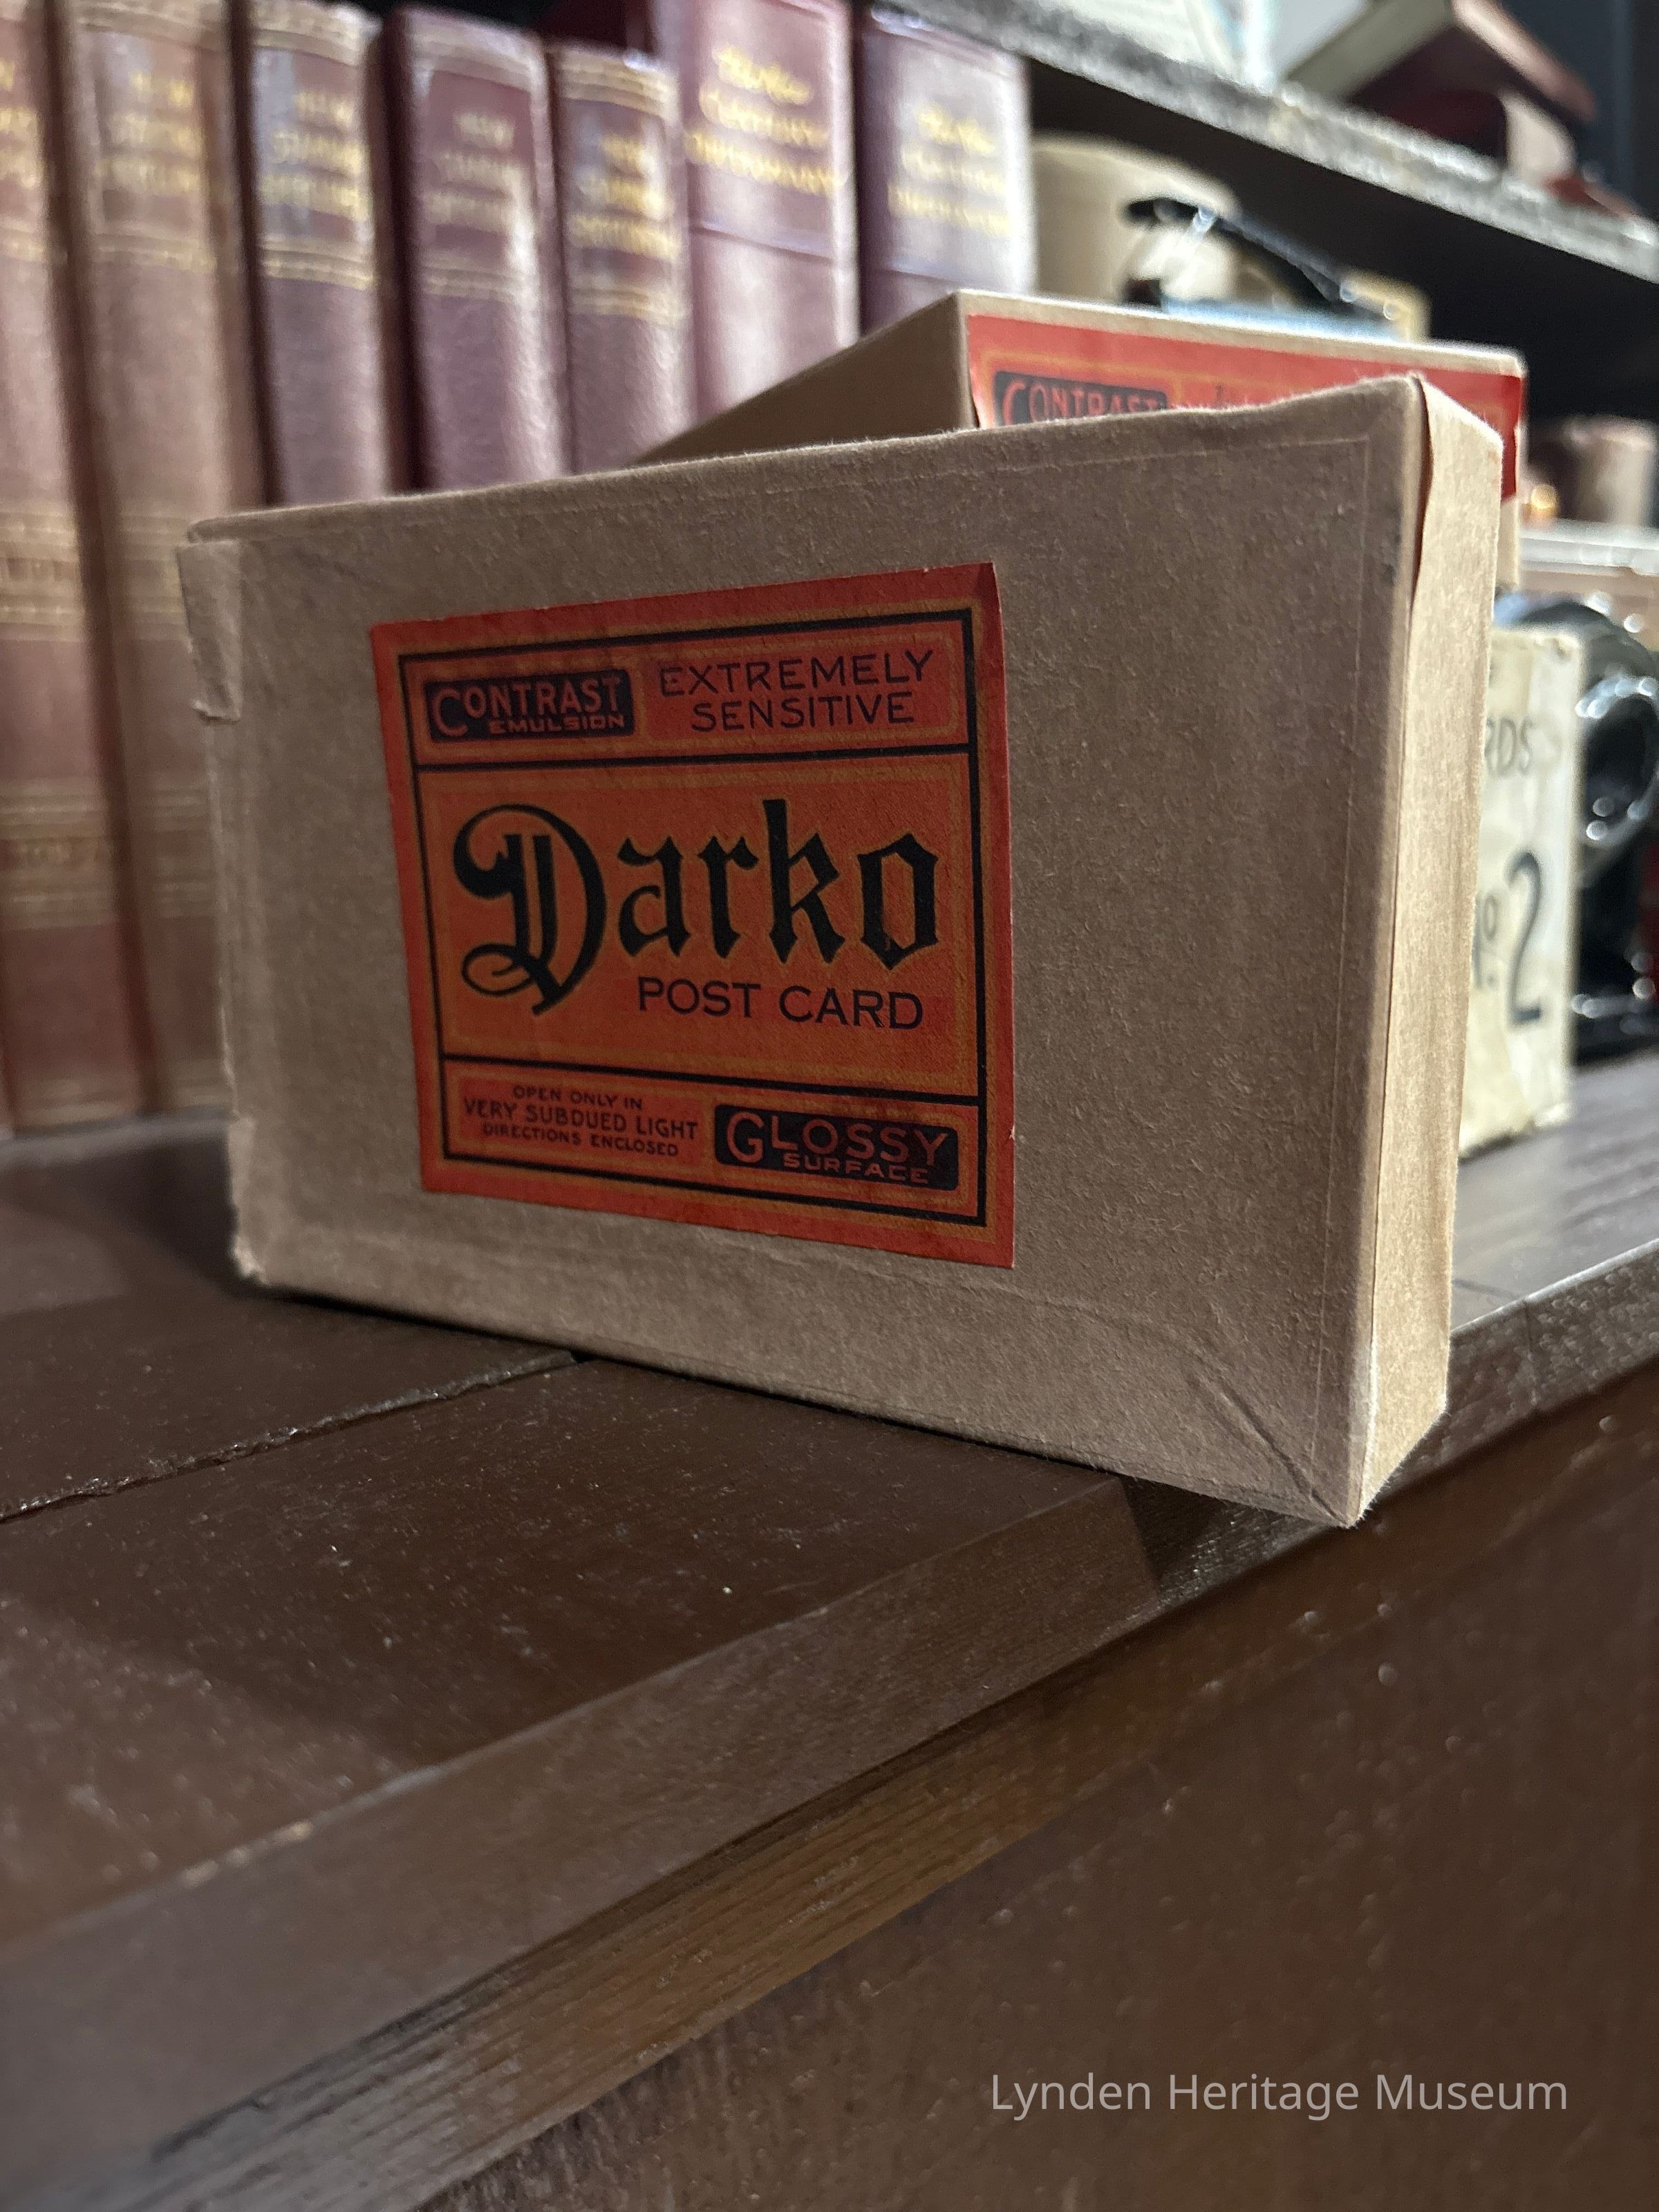 CONTRAST
CONTRAST
EMULSION
EXTREMELY
SENSITIVE
Darko
POST CARD
OPEN ONLY IN
VERY SUBDUED LIGHT
DIRECTIONS ENCLOSED
GLOSSY
SURFACE
2
Lynden Heritage Museum